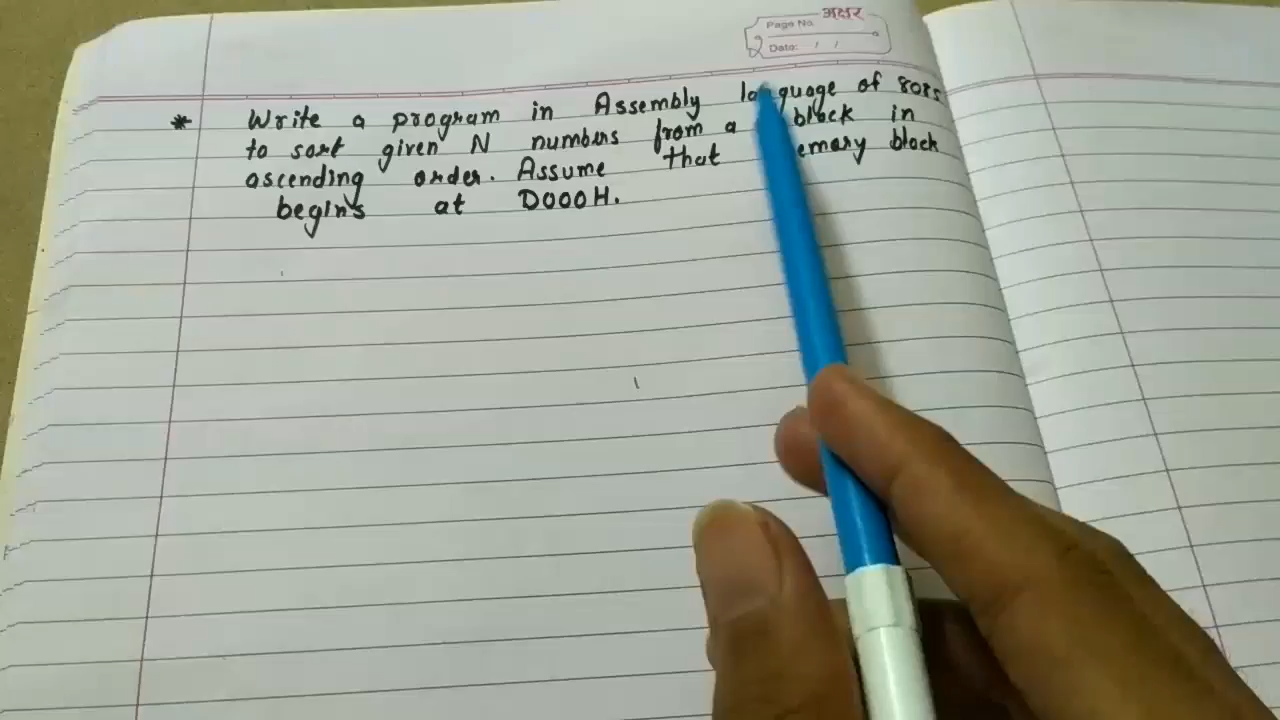 अक्षर
Page No.
Date: / /
* Write a program in Assembly language of 8085
to sort given N numbers from a block in
ascending order. Assume that emory block
begins at D000H.